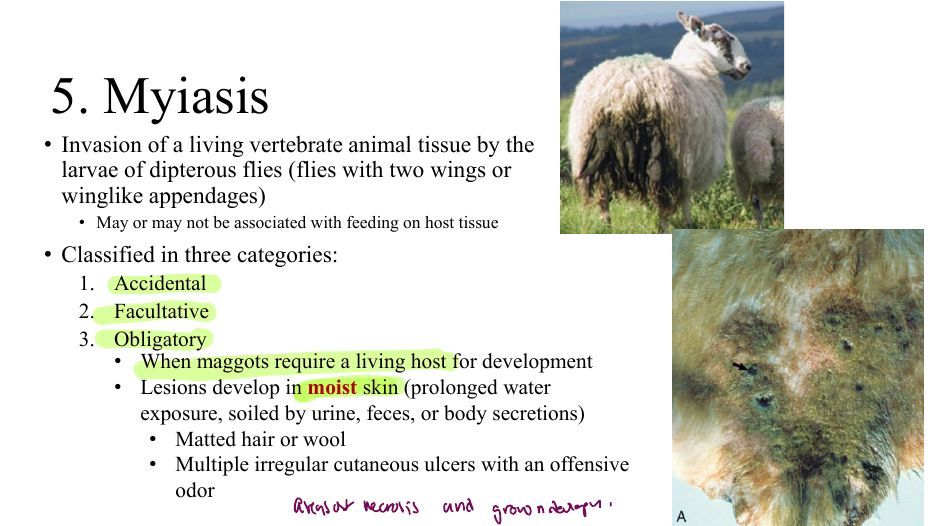 5. Myiasis
• Invasion of a living vertebrate animal tissue by the
larvae of dipterous flies (flies with two wings or
winglike appendages)
• May or may not be associated with feeding on host tissue
• Classified in three categories:
1. Accidental
2. Facultative
3. Obligatory
• When maggots require a living host for development
• Lesions develop in moist skin (prolonged water
exposure, soiled by urine, feces, or body secretions)
• Matted hair or wool
• Multiple irregular cutaneous ulcers with an offensive
odor
necrosis and
A